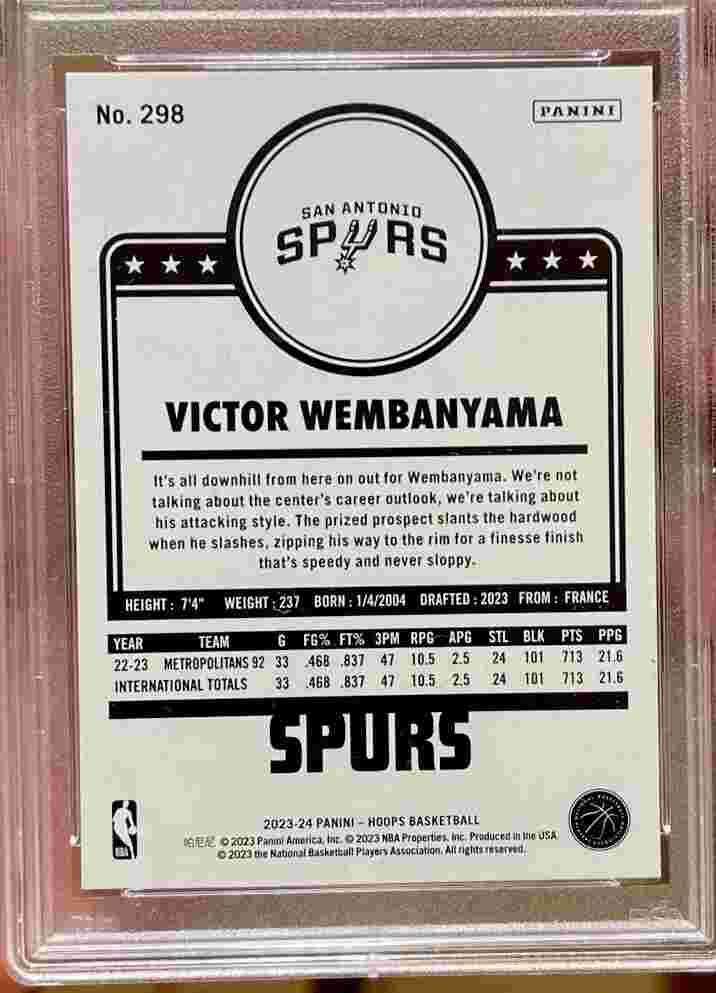 No. 298
PANINI
SAN ANTONIO
SPURS
VICTOR WEMBANYAMA
It's all downhill from here on out for Wembanyama. We're not
talking about the center's career outlook, we're talking about
his attacking style. The prized prospect slants the hardwood
when he slashes, zipping his way to the rim for a finesse finish
that's speedy and never sloppy.
HEIGHT: 7'4" WEIGHT: 237 BORN: 1/4/2004 DRAFTED: 2023 FROM: FRANCE
YEAR TEAM G FG% FT% 3PM RPG APG STL BLK PTS PPG
22-23 METROPOLITANS 92 33 .468 .837 47 10.5 2.5 24 101 713 21.6
INTERNATIONAL TOTALS 33 .468 .837 47 10.5 2.5 24 101 713 21.6
SPURS
2023-24 PANINI – HOOPS BASKETBALL
帕尼尼 © 2023 Panini America, Inc. © 2023 NBA Properties, Inc. Produced in the USA.
© 2023 the National Basketball Players Association. All rights reserved.
NBA